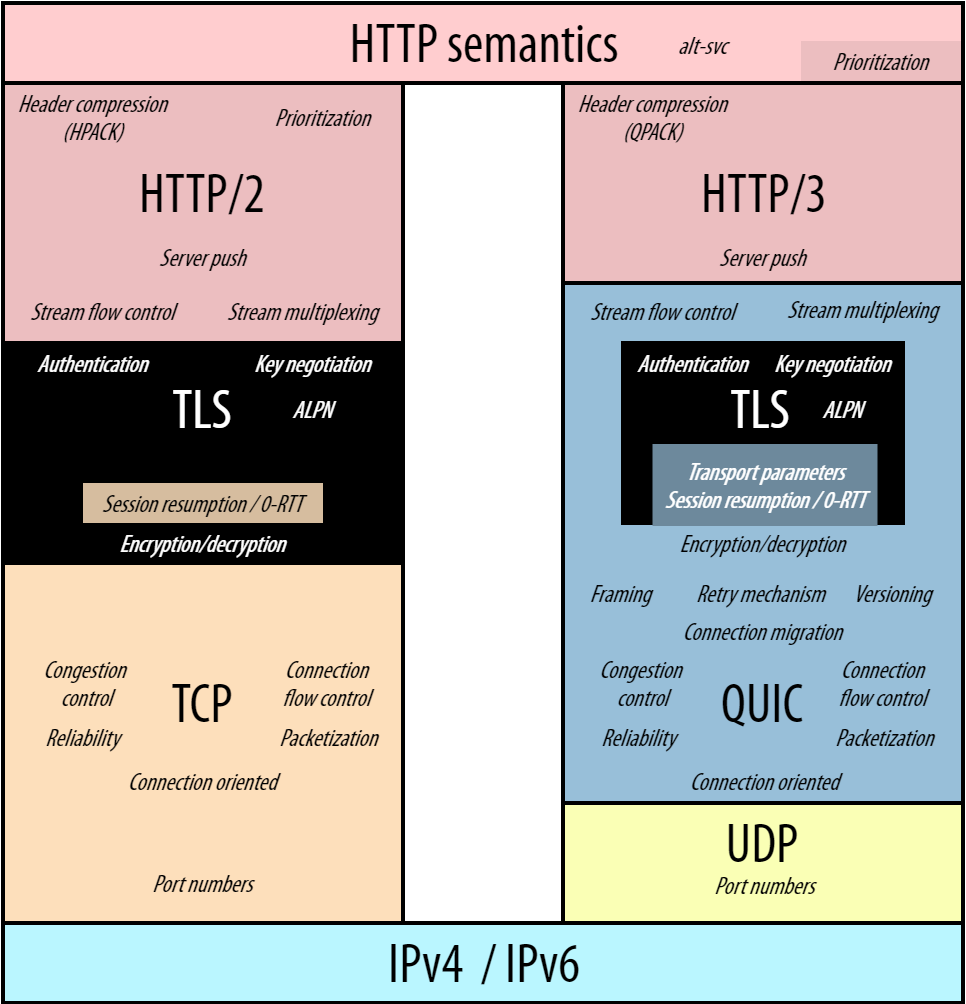 HTTP semantics
alt-svc
Prioritization
Header compression
(HPACK)
Prioritization
HTTP/2
Server push
Stream flow control
Stream multiplexing
Authentication
Key negotiation
TLS
ALPN
Session resumption / 0-RTT
Encryption/decryption
Congestion
control
TCP
Connection
flow control
Reliability
Packetization
Connection oriented
Port numbers
Header compression
(QPACK)
HTTP/3
Server push
Stream flow control
Stream multiplexing
Authentication
Key negotiation
TLS
ALPN
Transport parameters
Session resumption / 0-RTT
Encryption/decryption
Framing
Retry mechanism
Versioning
Connection migration
Congestion
control
QUIC
Connection
flow control
Reliability
Packetization
Connection oriented
UDP
Port numbers
IPv4 / IPv6